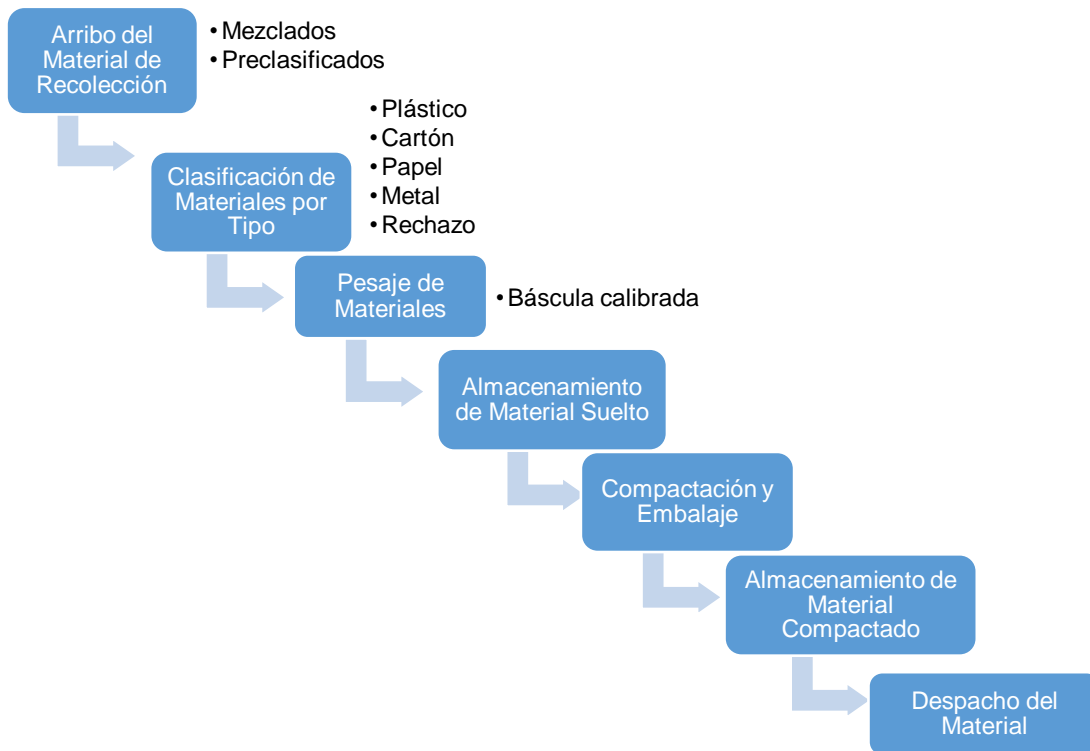 Arribo del
Material de
Recolección
• Mezclados
• Preclasificados
Clasificación de
Materiales por
Tipo
• Plástico
• Cartón
• Papel
• Metal
• Rechazo
Pesaje de
Materiales
• Báscula calibrada
Almacenamiento
de Material Suelto
Compactación y
Embalaje
Almacenamiento de
Material
Compactado
Despacho del
Material